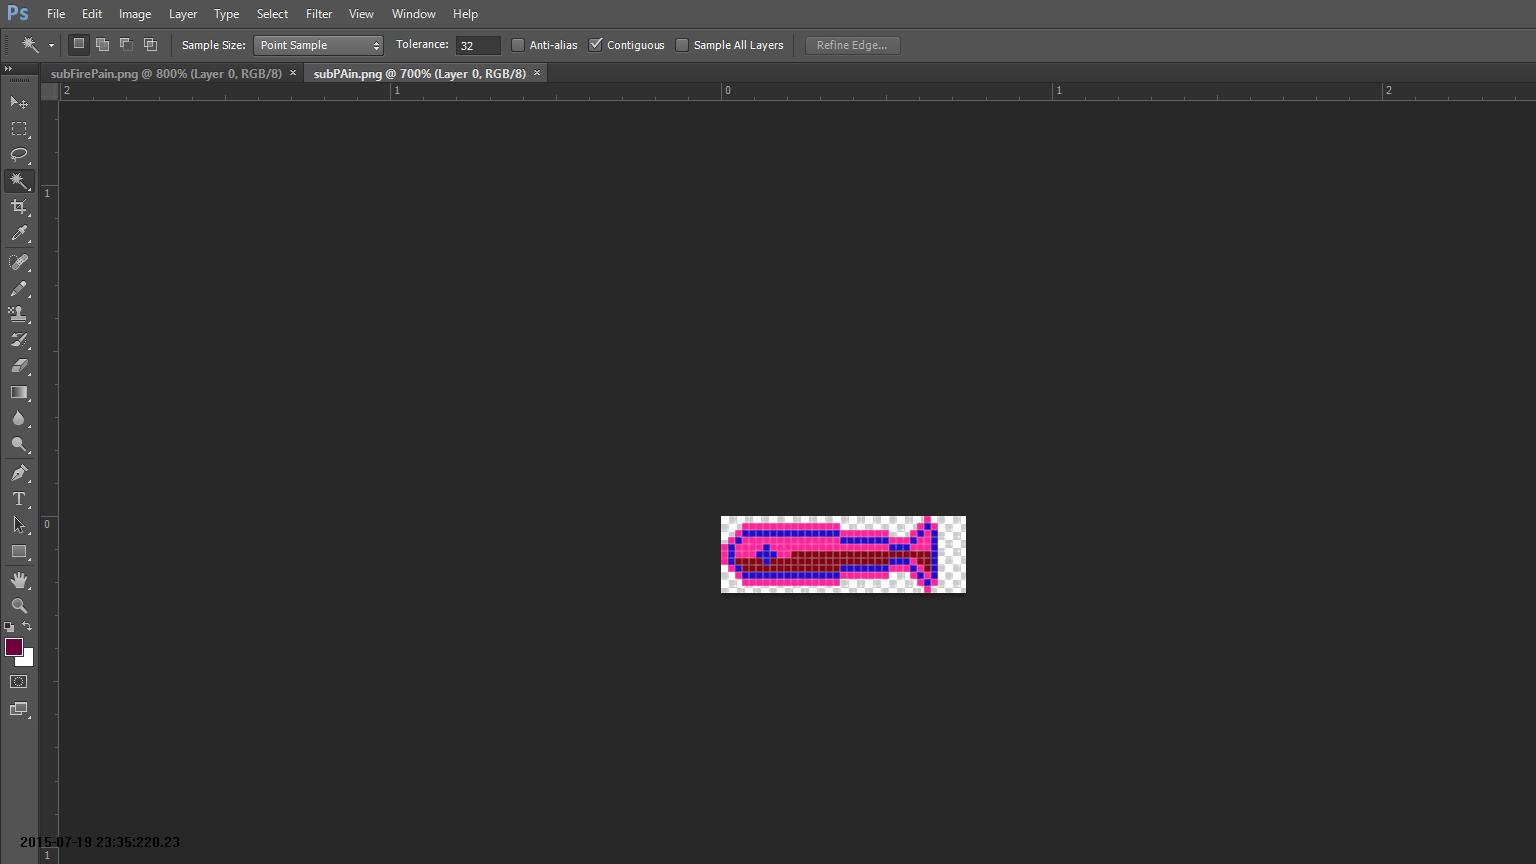 Ps File Edit Image Layer Type Select Filter View Window Help
Sample Size: Point Sample Tolerance: 32 Anti-alias Contiguous Sample All Layers Refine Edge...
subFirePain.png @ 800% (Layer 0, RGB/8) × subPAin.png @ 700% (Layer 0, RGB/8) ×
2 1 0 1 2
1
0
T
2015-07-19 23:35:220.23
1